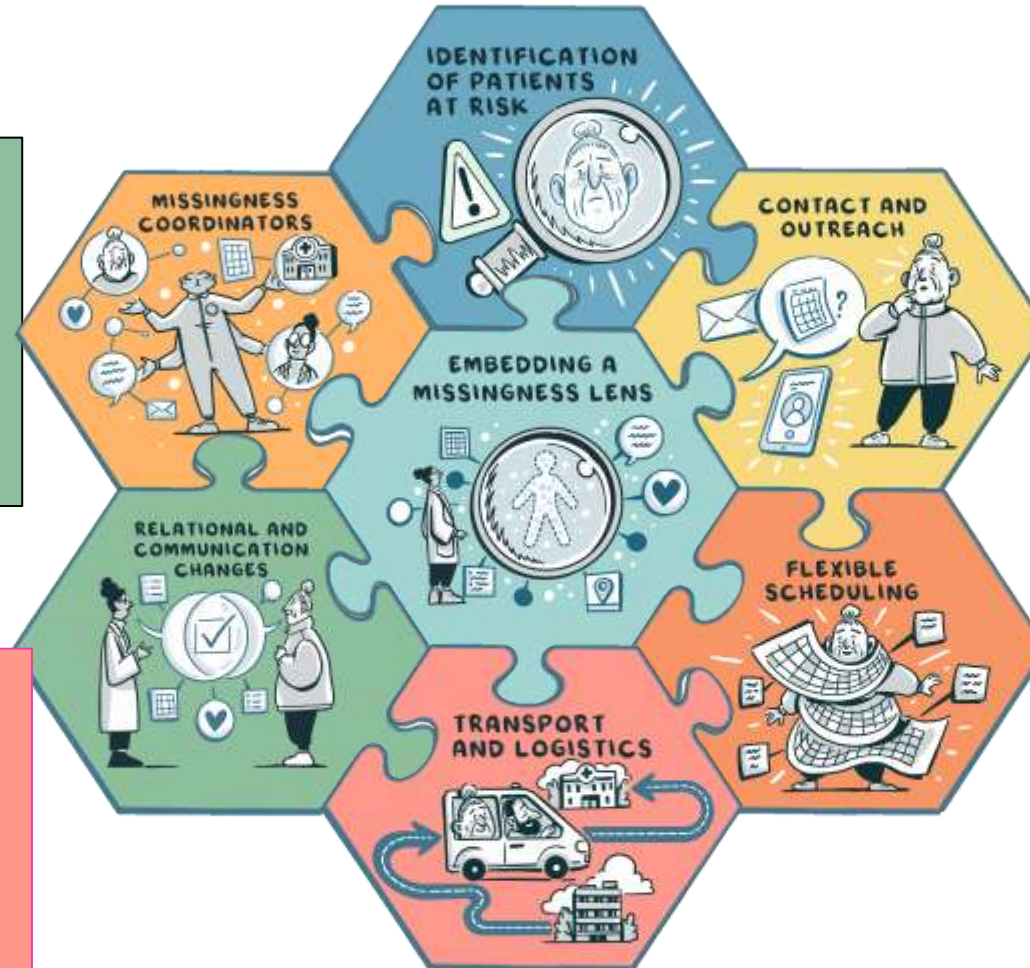 IDENTIFICATION
OF PATIENTS
AT RISK
MISSINGNESS
COORDINATORS
CONTACT AND
OUTREACH
?
EMBEDDING A
MISSINGNESS LENS
RELATIONAL AND
COMMUNICATION
CHANGES
FLEXIBLE
SCHEDULING
TRANSPORT
AND LOGISTICS